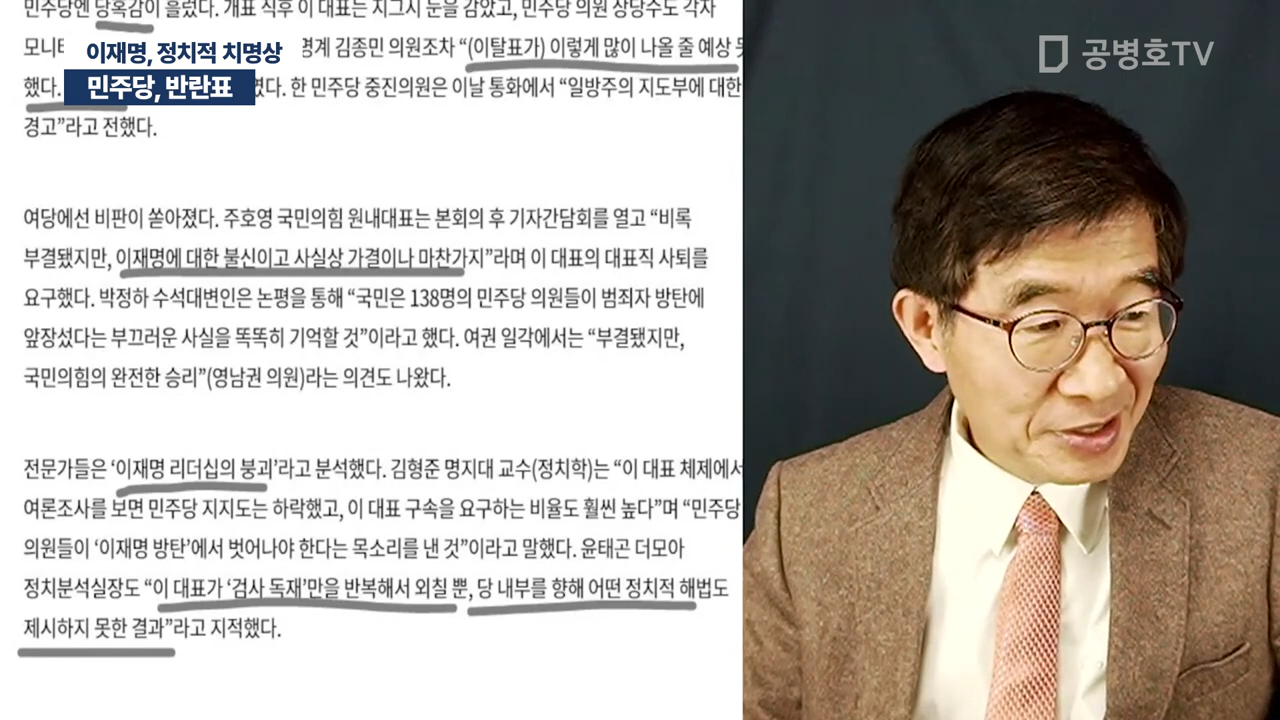 민주당엔 당혹감이 흘렀다. 개표 직후 이 대표는 지그시 눈을 감았고, 민주당 의원 상당수도 각자
모니터
이재명, 정치적 치명상
명계 김종민 의원조차 “(이탈표가) 이렇게 많이 나올 줄 예상
공병호TV
했다.
민주당, 반란표
였다. 한 민주당 중진의원은 이날 통화에서 “일방주의 지도부에 대한
경고”라고 전했다.
여당에선 비판이 쏟아졌다. 주호영 국민의힘 원내대표는 본회의 후 기자간담회를 열고 “비록
부결됐지만, 이재명에 대한 불신이고 사실상 가결이나 마찬가지”라며 이 대표의 대표직 사퇴를
요구했다. 박정하 수석대변인은 논평을 통해 “국민은 138명의 민주당 의원들이 범죄자 방탄에
앞장섰다는 부끄러운 사실을 똑똑히 기억할 것”이라고 했다. 여권 일각에서는 “부결됐지만,
국민의힘의 완전한 승리”(영남권 의원)라는 의견도 나왔다.
전문가들은 ‘이재명 리더십의 붕괴’라고 분석했다. 김형준 명지대 교수(정치학)는 “이 대표 체제에서
여론조사를 보면 민주당 지지도는 하락했고, 이 대표 구속을 요구하는 비율도 훨씬 높다”며 “민주당
의원들이 ‘이재명 방탄’에서 벗어나야 한다는 목소리를 낸 것”이라고 말했다. 윤태곤 더모아
정치분석실장도 “이 대표가 ‘검사 독재’만을 반복해서 외칠 뿐, 당 내부를 향해 어떤 정치적 해법도
제시하지 못한 결과”라고 지적했다.